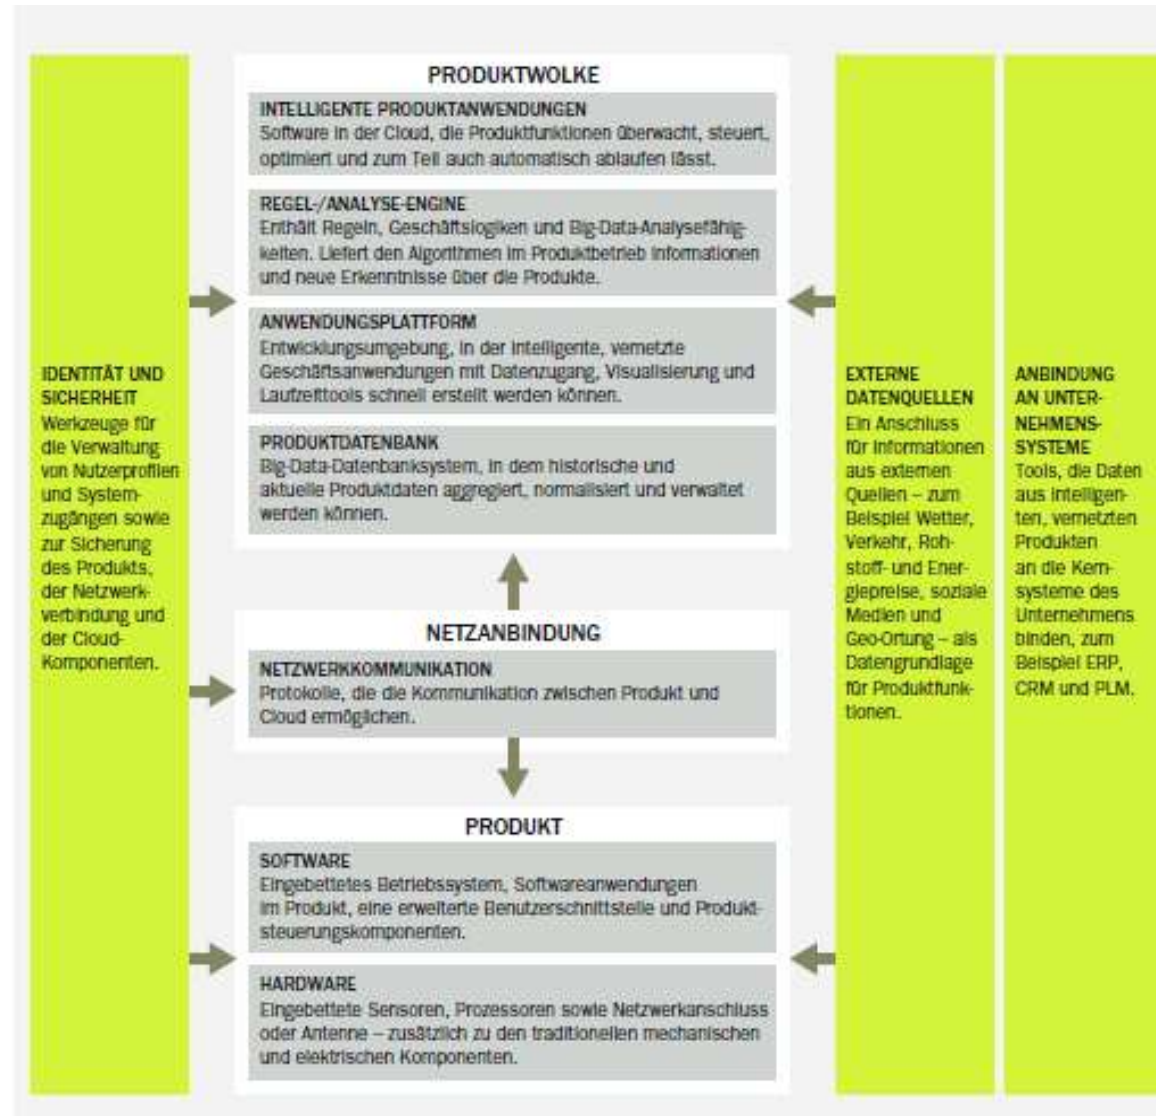 PRODUKTWOLKE
INTELLIGENTE PRODUKTANWENDUNGEN
Software in der Cloud, die Produktfunktionen überwacht, steuert,
optimiert und zum Teil auch automatisch ablaufen lässt.
REGEL-/ANALYSE-ENGINE
Enthält Regeln, Geschäftslogiken und Big-Data-Analysefähig-
keiten. Liefert den Algorithmen im Produktbetrieb Informationen
und neue Erkenntnisse über die Produkte.
ANWENDUNGSPLATTFORM
Entwicklungsumgebung, in der intelligente, vernetzte
Geschäftsanwendungen mit Datenzugang, Visualisierung und
Laufzeittools schnell erstellt werden können.
PRODUKTDATENBANK
Big-Data-Datenbanksystem, in dem historische und
aktuelle Produktdaten aggregiert, normalisiert und verwaltet
werden können.
NETZANBINDUNG
NETZWERKKOMMUNIKATION
Protokolle, die die Kommunikation zwischen Produkt und
Cloud ermöglichen.
PRODUKT
SOFTWARE
Eingebettetes Betriebssystem, Softwareanwendungen
im Produkt, eine erweiterte Benutzerschnittstelle und Produkt-
steuerungskomponenten.
HARDWARE
Eingebettete Sensoren, Prozessoren sowie Netzwerkanschluss
oder Antenne – zusätzlich zu den traditionellen mechanischen
und elektrischen Komponenten.
IDENTITÄT UND
SICHERHEIT
Werkzeuge für
die Verwaltung
von Nutzerprofilen
und System-
zugängen sowie
zur Sicherung
des Produkts,
der Netzwerk-
verbindung und
der Cloud-
Komponenten.
EXTERNE
DATENQUELLEN
Ein Anschluss
für Informationen
aus externen
Quellen – zum
Beispiel Wetter,
Verkehr, Roh-
stoff- und Ener-
giepreise, soziale
Medien und
Geo-Ortung – als
Datengrundlage
für Produktfunk-
tionen.
ANBINDUNG
AN UNTER-
NEHMENS-
SYSTEME
Tools, die Daten
aus intelligen-
ten, vernetzten
Produkten
an die Kern-
systeme des
Unternehmens
binden, zum
Beispiel ERP,
CRM und PLM.